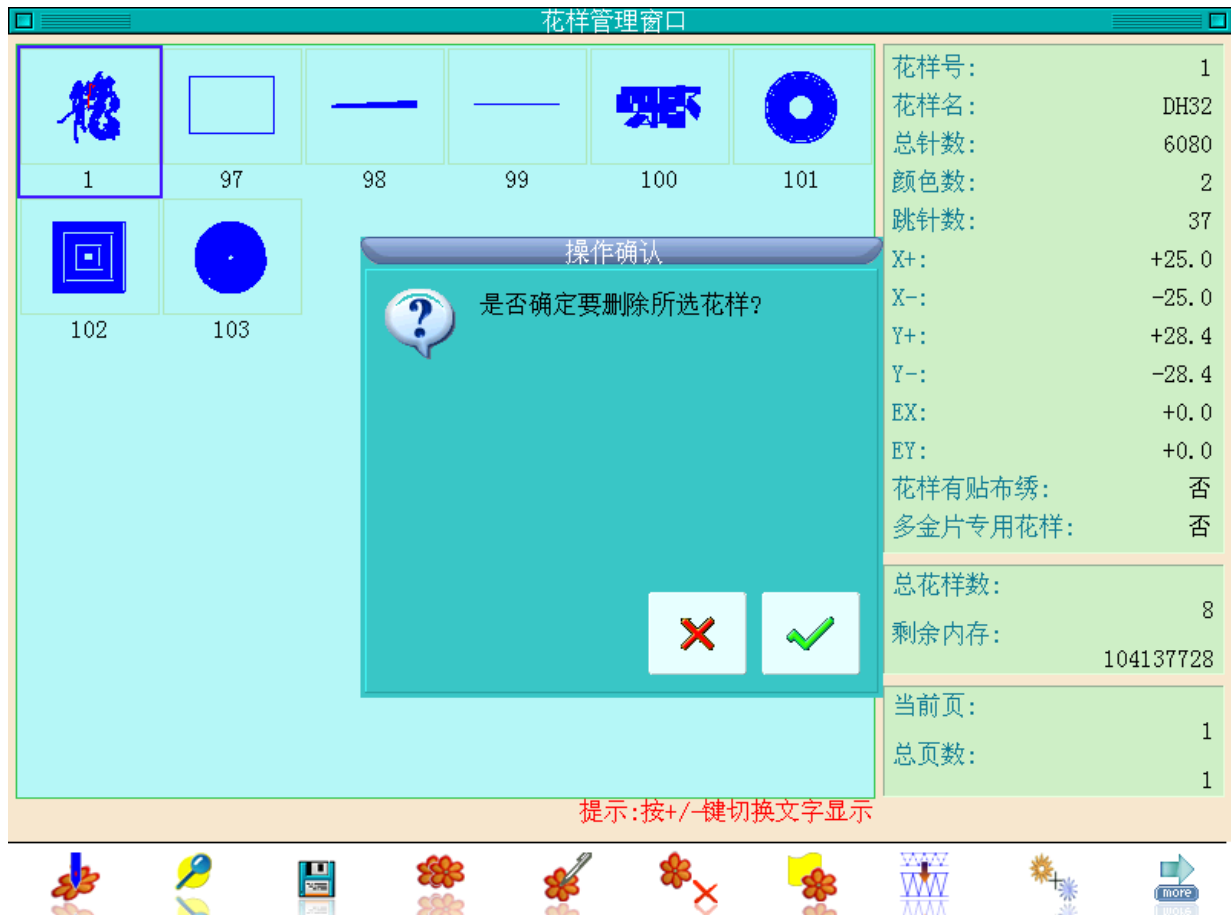 花样管理窗口
1
97
98
99
100
101
102
103
操作确认
是否确定要删除所选花样?
花样号: 1
花样名: DH32
总针数: 6080
颜色数: 2
跳针数: 37
X+: +25.0
X-: -25.0
Y+: +28.4
Y-: -28.4
EX: +0.0
EY: +0.0
花样有贴布绣: 否
多金片专用花样: 否
总花样数:
8
剩余内存:
104137728
当前页:
1
总页数:
1
提示:按+/-键切换文字显示
more